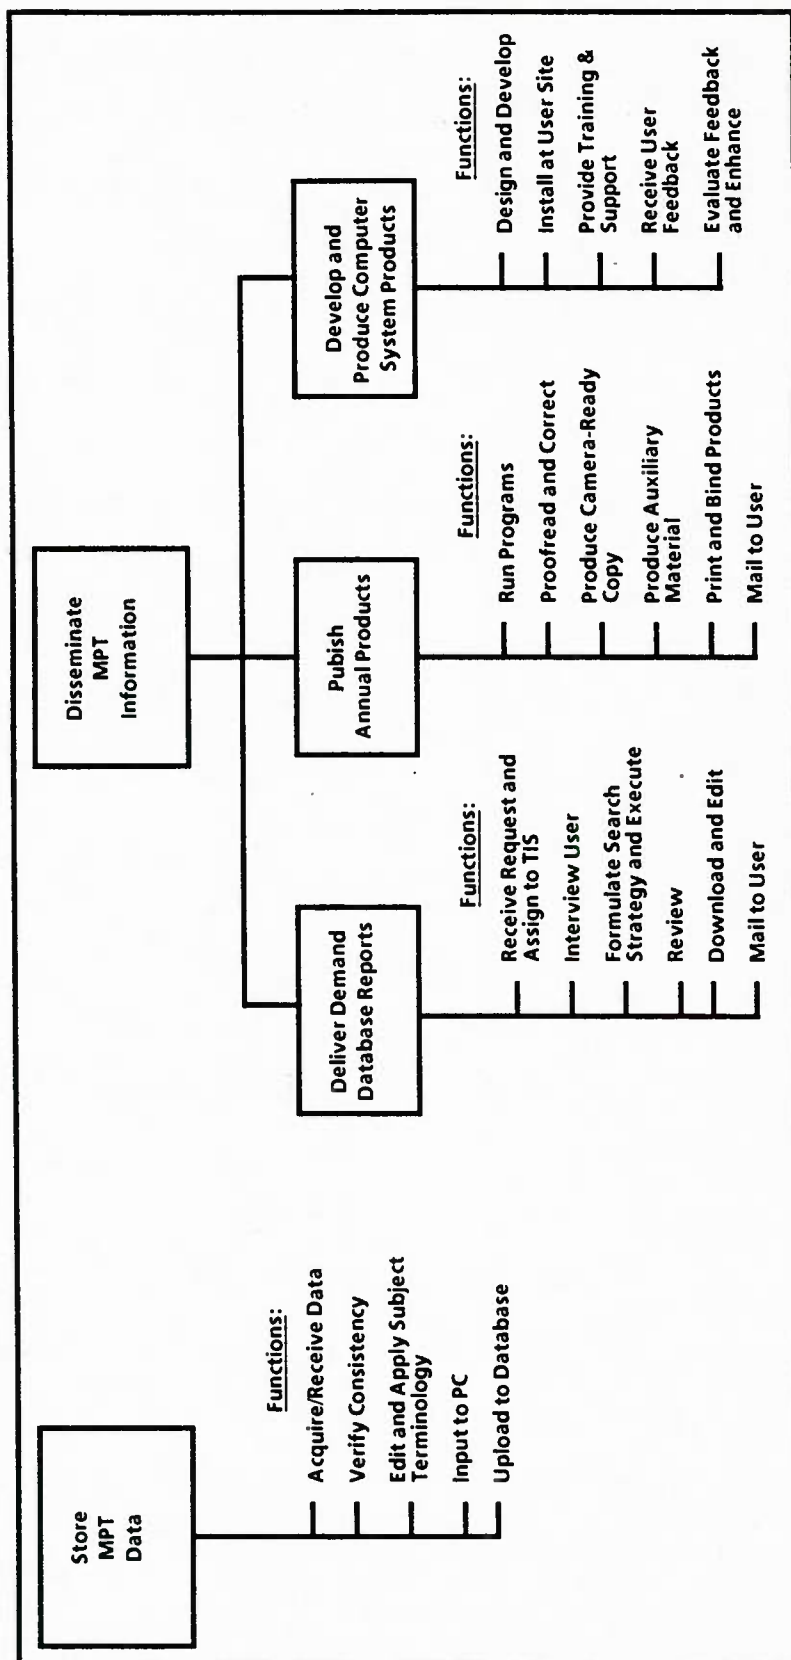 Store
MPT
Data
Functions:
Acquire/Receive Data
Verify Consistency
Edit and Apply Subject
Terminology
Input to PC
Upload to Database
Disseminate
MPT
Information
Deliver Demand
Database Reports
Functions:
Receive Request and
Assign to TIS
Interview User
Formulate Search
Strategy and Execute
Review
Download and Edit
Mail to User
Pubish
Annual Products
Functions:
Run Programs
Proofread and Correct
Produce Camera-Ready
Copy
Produce Auxiliary
Material
Print and Bind Products
Mail to User
Develop and
Produce Computer
System Products
Functions:
Design and Develop
Install at User Site
Provide Training &
Support
Receive User
Feedback
Evaluate Feedback
and Enhance